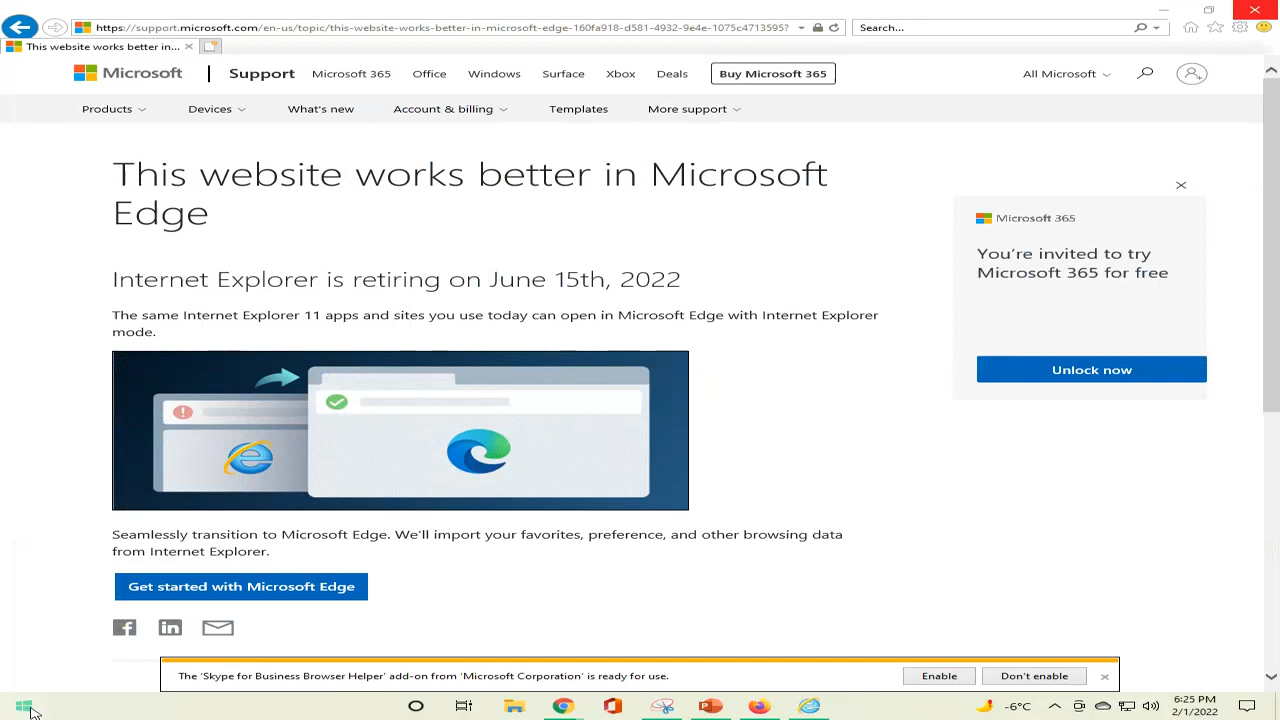 https://support.microsoft.com/en-us/topic/this-website-works-better-in-microsoft-edge-160fa918-d581-4932-9e4e-1075c4713595?
Search...
This website works better in...
Microsoft
Support
Microsoft 365
Office
Windows
Surface
Xbox
Deals
Buy Microsoft 365
All Microsoft
Products
Devices
What's new
Account & billing
Templates
More support
This website works better in Microsoft
Edge
Internet Explorer is retiring on June 15th, 2022
The same Internet Explorer 11 apps and sites you use today can open in Microsoft Edge with Internet Explorer
mode.
Microsoft 365
You're invited to try
Microsoft 365 for free
Unlock now
Seamlessly transition to Microsoft Edge. We'll import your favorites, preference, and other browsing data
from Internet Explorer.
Get started with Microsoft Edge
The 'Skype for Business Browser Helper' add-on from 'Microsoft Corporation' is ready for use.
Enable
Don't enable
-6°C
6:25 PM
2/1/2022